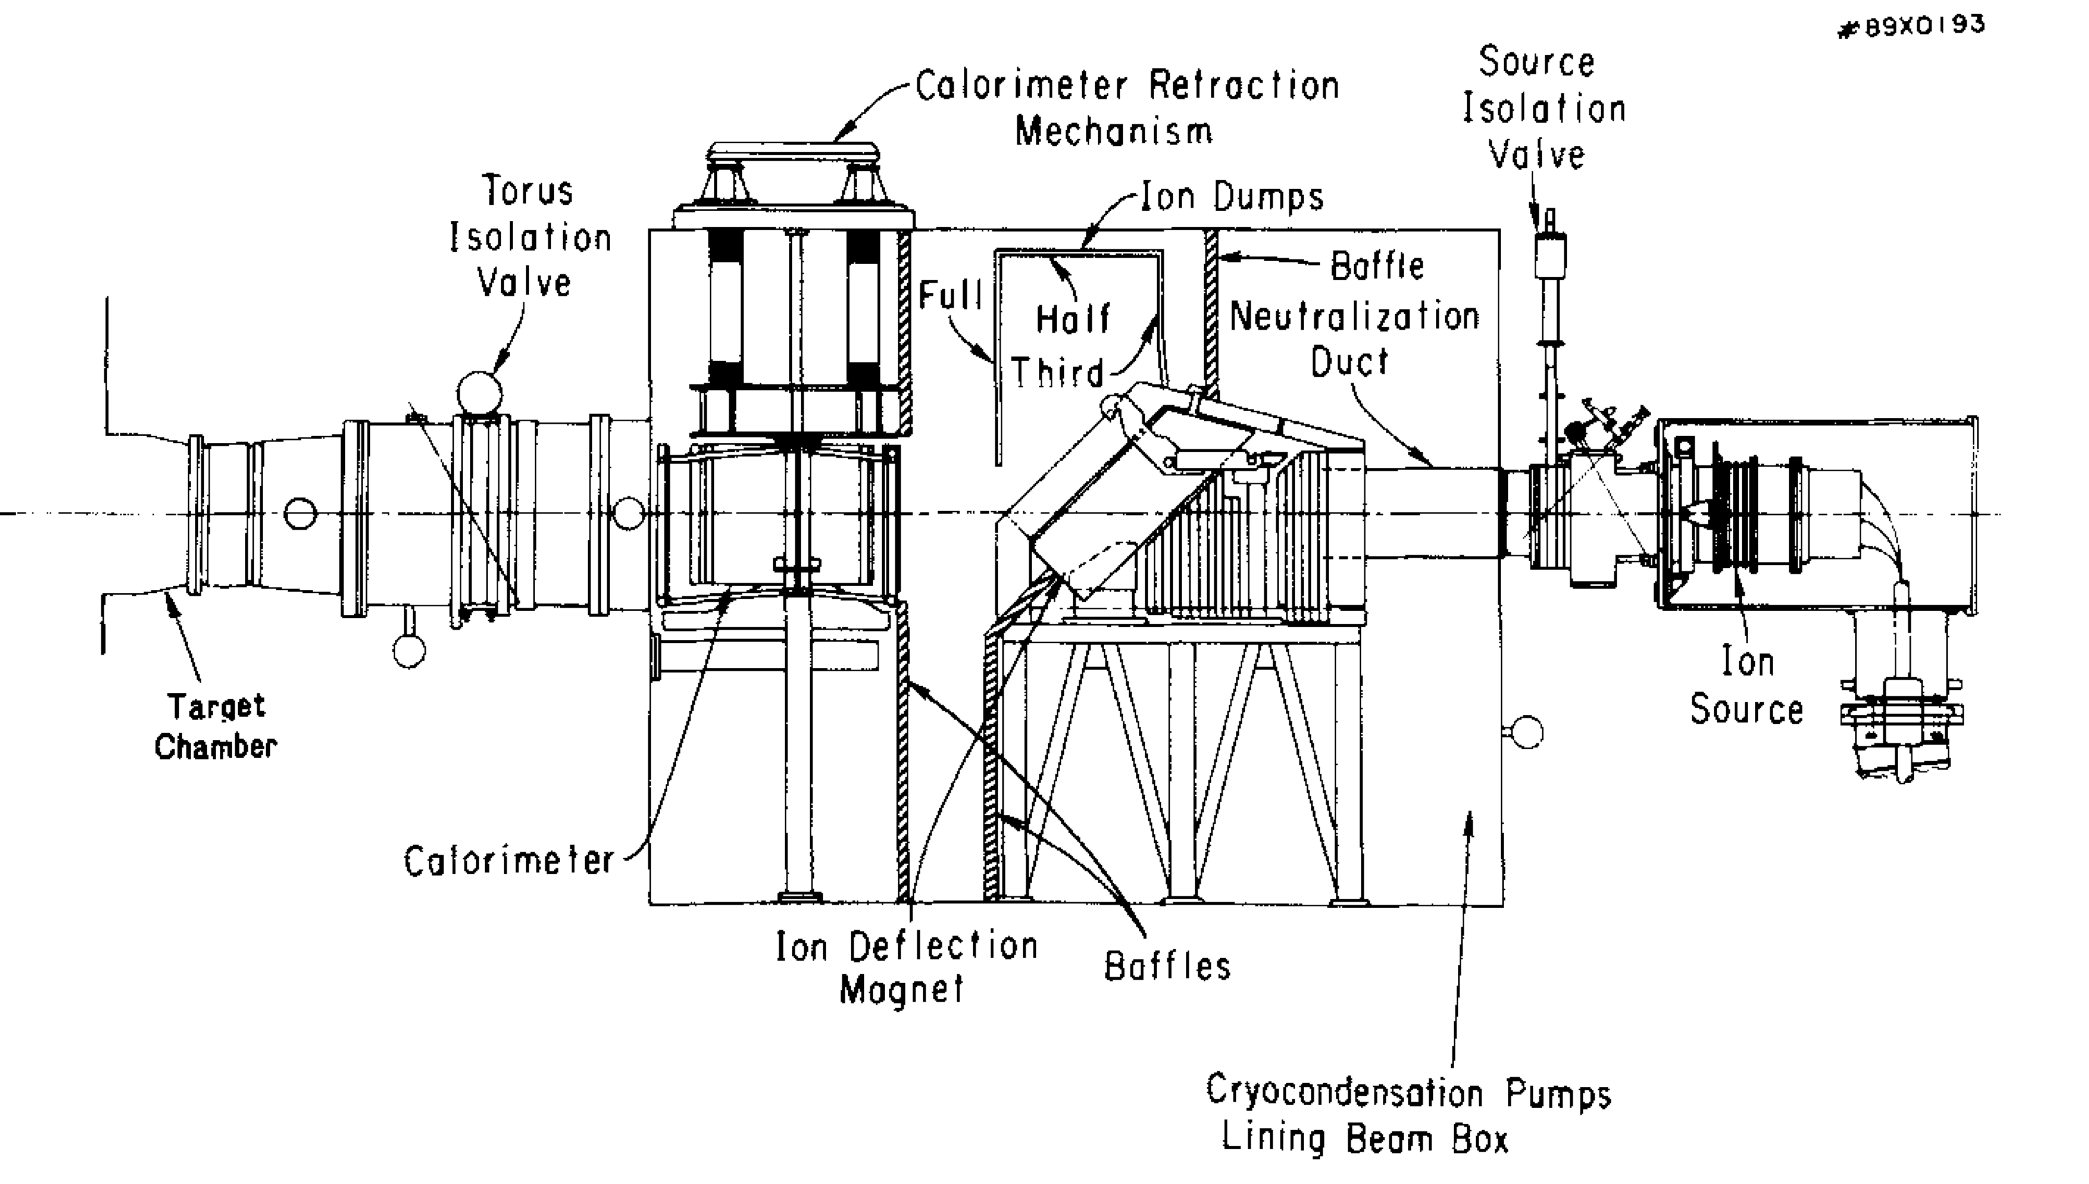 #89X0193
Source
Isolation
Valve
Calorimeter Retraction
Mechanism
Torus
Isolation
Valve
Ion Dumps
Baffle
Full
Half
Third
Neutralization
Duct
Target
Chamber
Ion
Source
Calorimeter
Ion Deflection
Magnet
Baffles
Cryocondensation Pumps
Lining Beam Box